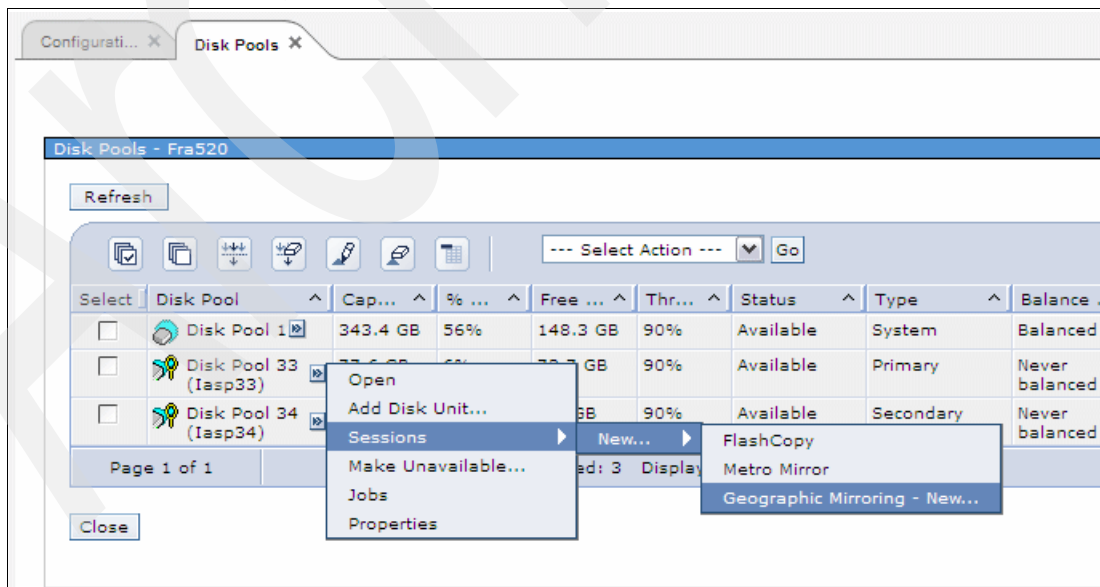 Configurati... Disk Pools
Disk Pools - Fra520
Refresh
--- Select Action --- Go
Select Disk Pool Cap... % ... Free ... Thr... Status Type Balance
Disk Pool 1 343.4 GB 56% 148.3 GB 90% Available System Balanced
Disk Pool 33 GB 90% Available Primary Never
(Iasp33) balanced
Disk Pool 34 GB 90% Available Secondary Never
(Iasp34) balanced
Page 1 of 1 ed: 3 Display
Open
Add Disk Unit...
Sessions
Make Unavailable...
Jobs
Properties
New...
FlashCopy
Metro Mirror
Geographic Mirroring - New...
Close